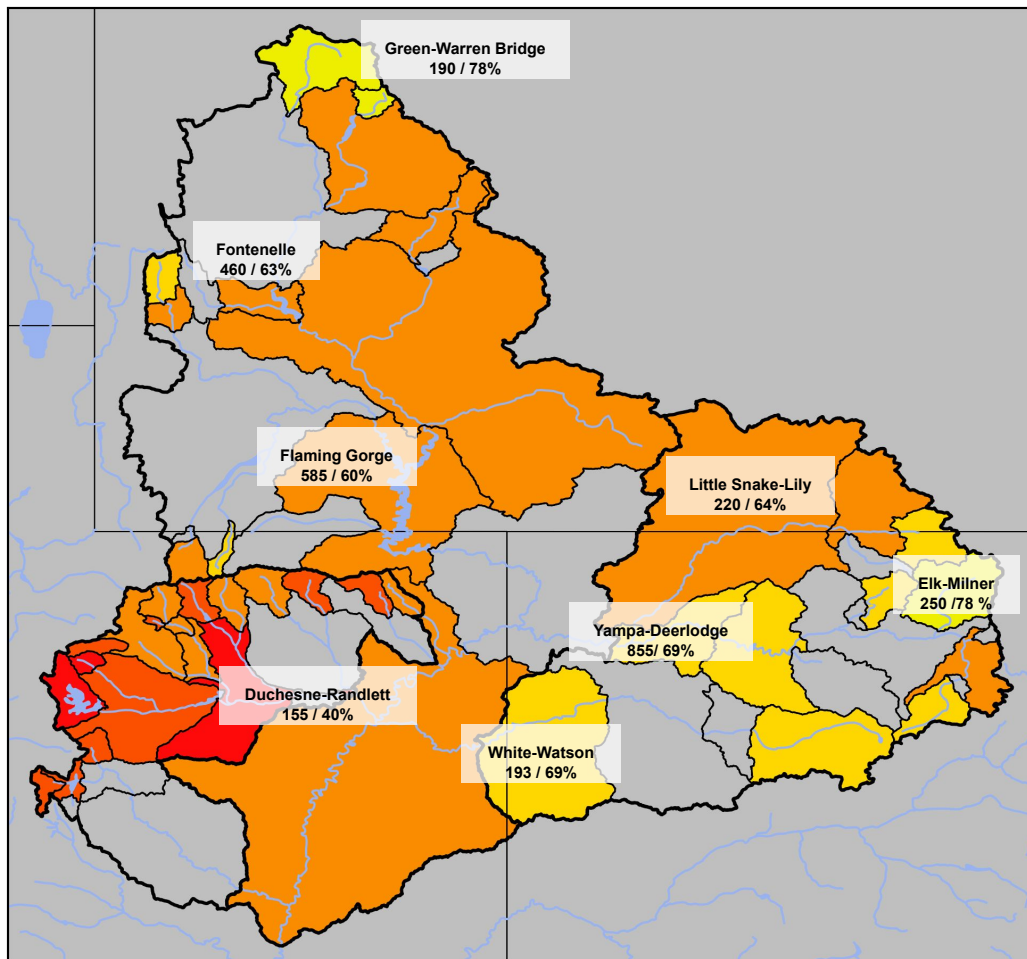 Green-Warren Bridge
190 / 78%
Fontenelle
460 / 63%
Flaming Gorge
585 / 60%
Little Snake-Lily
220 / 64%
Elk-Milner
250 /78 %
Yampa-Deerlodge
855/ 69%
Duchesne-Randlett
155 / 40%
White-Watson
193 / 69%